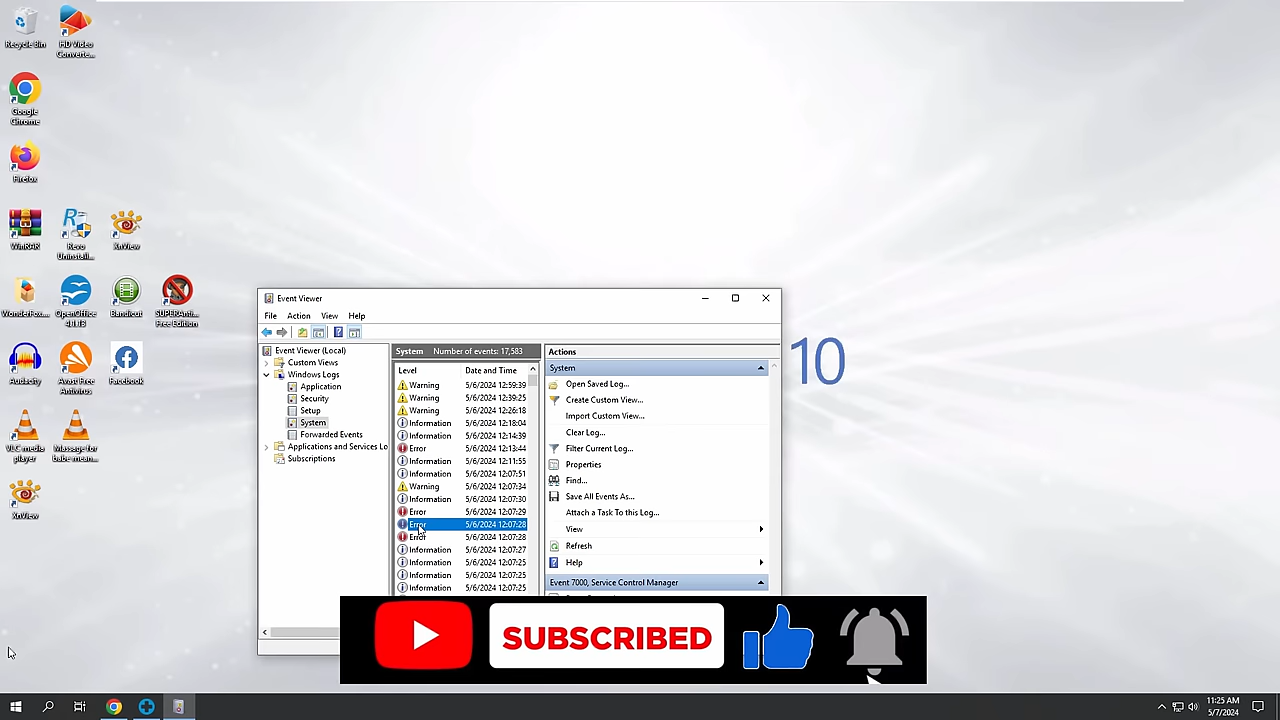 Recycle Bin
HD Video
Converte...
Google
Chrome
Firefox
WinRAR
Revo
Uninstall...
XnView
WonderFox...
OpenOffice
4.1.13
Bandicut
SUPERAnti...
Free Edition
Audacity
Avast Free
Antivirus
Facebook
VLC media
player
Massage for
babe mean...
XnView
10
Event Viewer
File Action View Help
Event Viewer (Local)
Custom Views
Windows Logs
Application
Security
Setup
System
Forwarded Events
Applications and Services Lo
Subscriptions
System Number of events: 17,583
Level Date and Time
Warning 5/6/2024 12:59:39
Warning 5/6/2024 12:39:25
Warning 5/6/2024 12:26:18
Information 5/6/2024 12:18:04
Information 5/6/2024 12:14:39
Error 5/6/2024 12:13:44
Information 5/6/2024 12:11:55
Information 5/6/2024 12:07:51
Warning 5/6/2024 12:07:34
Information 5/6/2024 12:07:30
Error 5/6/2024 12:07:29
Error 5/6/2024 12:07:28
Error 5/6/2024 12:07:28
Information 5/6/2024 12:07:27
Information 5/6/2024 12:07:25
Information 5/6/2024 12:07:25
Information 5/6/2024 12:07:25
Actions
System
Open Saved Log...
Create Custom View...
Import Custom View...
Clear Log...
Filter Current Log...
Properties
Find...
Save All Events As...
Attach a Task To this Log...
View
Refresh
Help
Event 7000, Service Control Manager
SUBSCRIBED
11:25 AM
5/7/2024